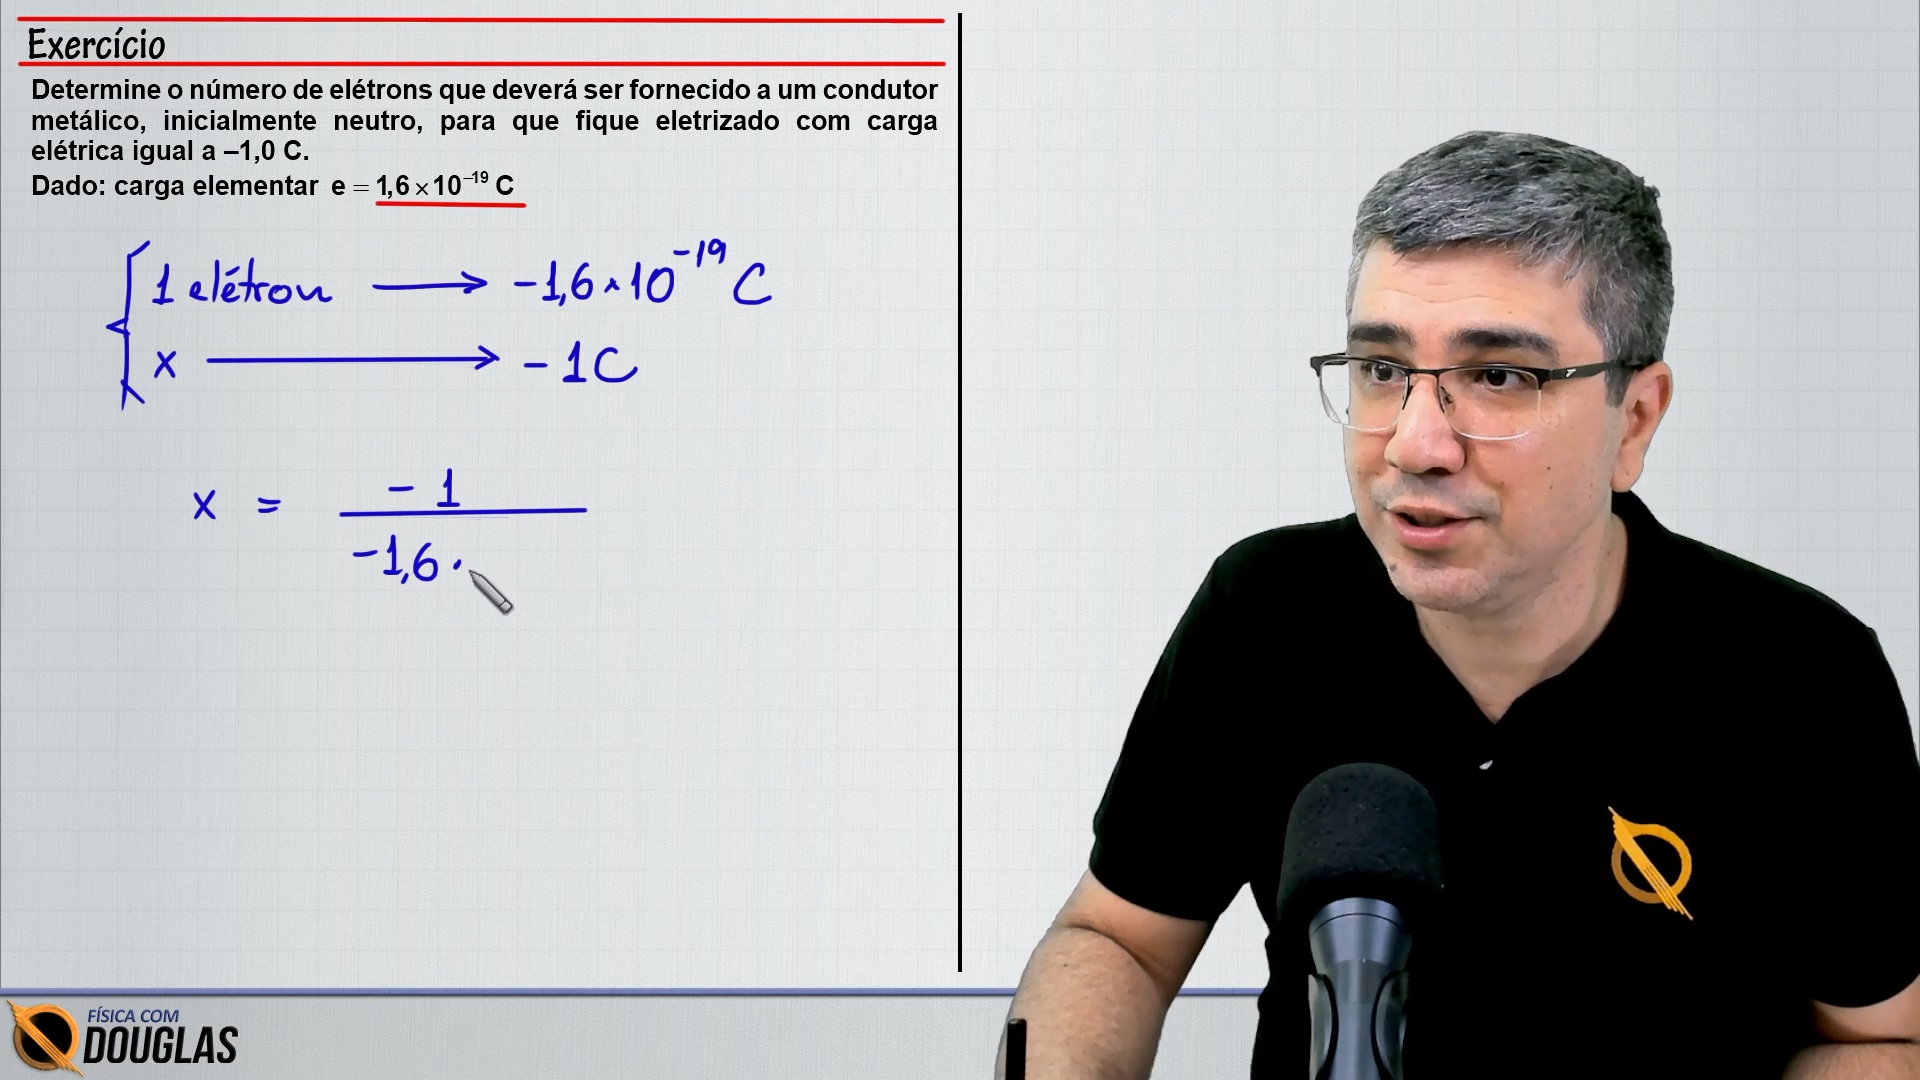 Exercício
Determine o número de elétrons que deverá ser fornecido a um condutor
metálico, inicialmente neutro, para que fique eletrizado com carga
elétrica igual a –1,0 C.
Dado: carga elementar e = 1,6 × 10⁻¹⁹ C
1 elétron → -1,6 × 10⁻¹⁹ C
x → -1C
x = -1
-1,6 ·
FÍSICA COM
DOUGLAS